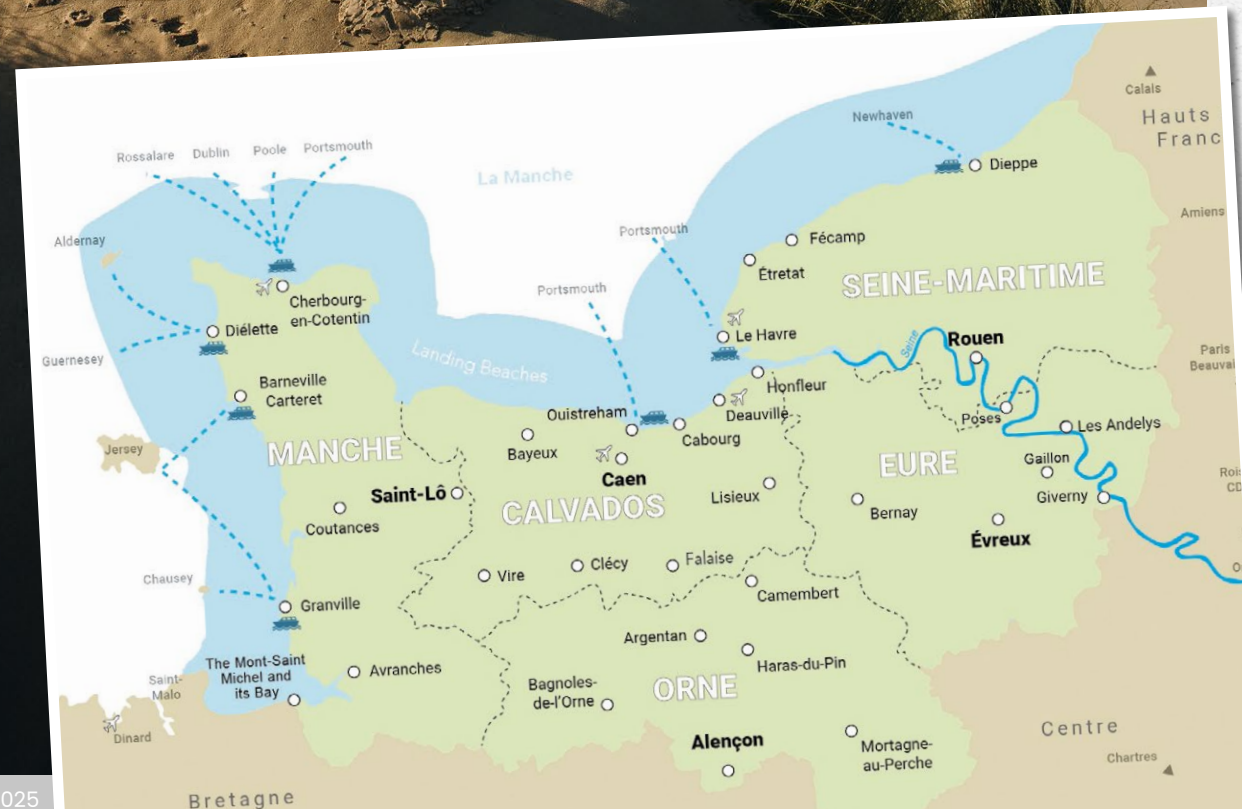 Calais
Hauts
Franc
Newhaven
Dieppe
Rossalare
Dublin
Poole
Portsmouth
La Manche
Amiens
Aldernay
Portsmouth
Fécamp
Étretat
SEINE-MARITIME
Portsmouth
Cherbourg-
en-Cotentin
Diélette
Le Havre
Seine
Rouen
Guernesey
Landing Beaches
Paris
Beauvai
Barneville
Carteret
Honfleur
Deauville
Ouistreham
Cabourg
Poses
Les Andelys
Jersey
MANCHE
Bayeux
Caen
EURE
Gaillon
Rois
CD
Saint-Lô
CALVADOS
Lisieux
Giverny
Coutances
Bernay
Évreux
Vire
Clécy
Falaise
Chausey
Camembert
Granville
Argentan
Haras-du-Pin
The Mont-Saint
Michel and
its Bay
Avranches
Saint-
Malo
Bagnoles-
de-l'Orne
ORNE
Dinard
Alençon
Mortagne-
au-Perche
Centre
Chartres
Bretagne
025